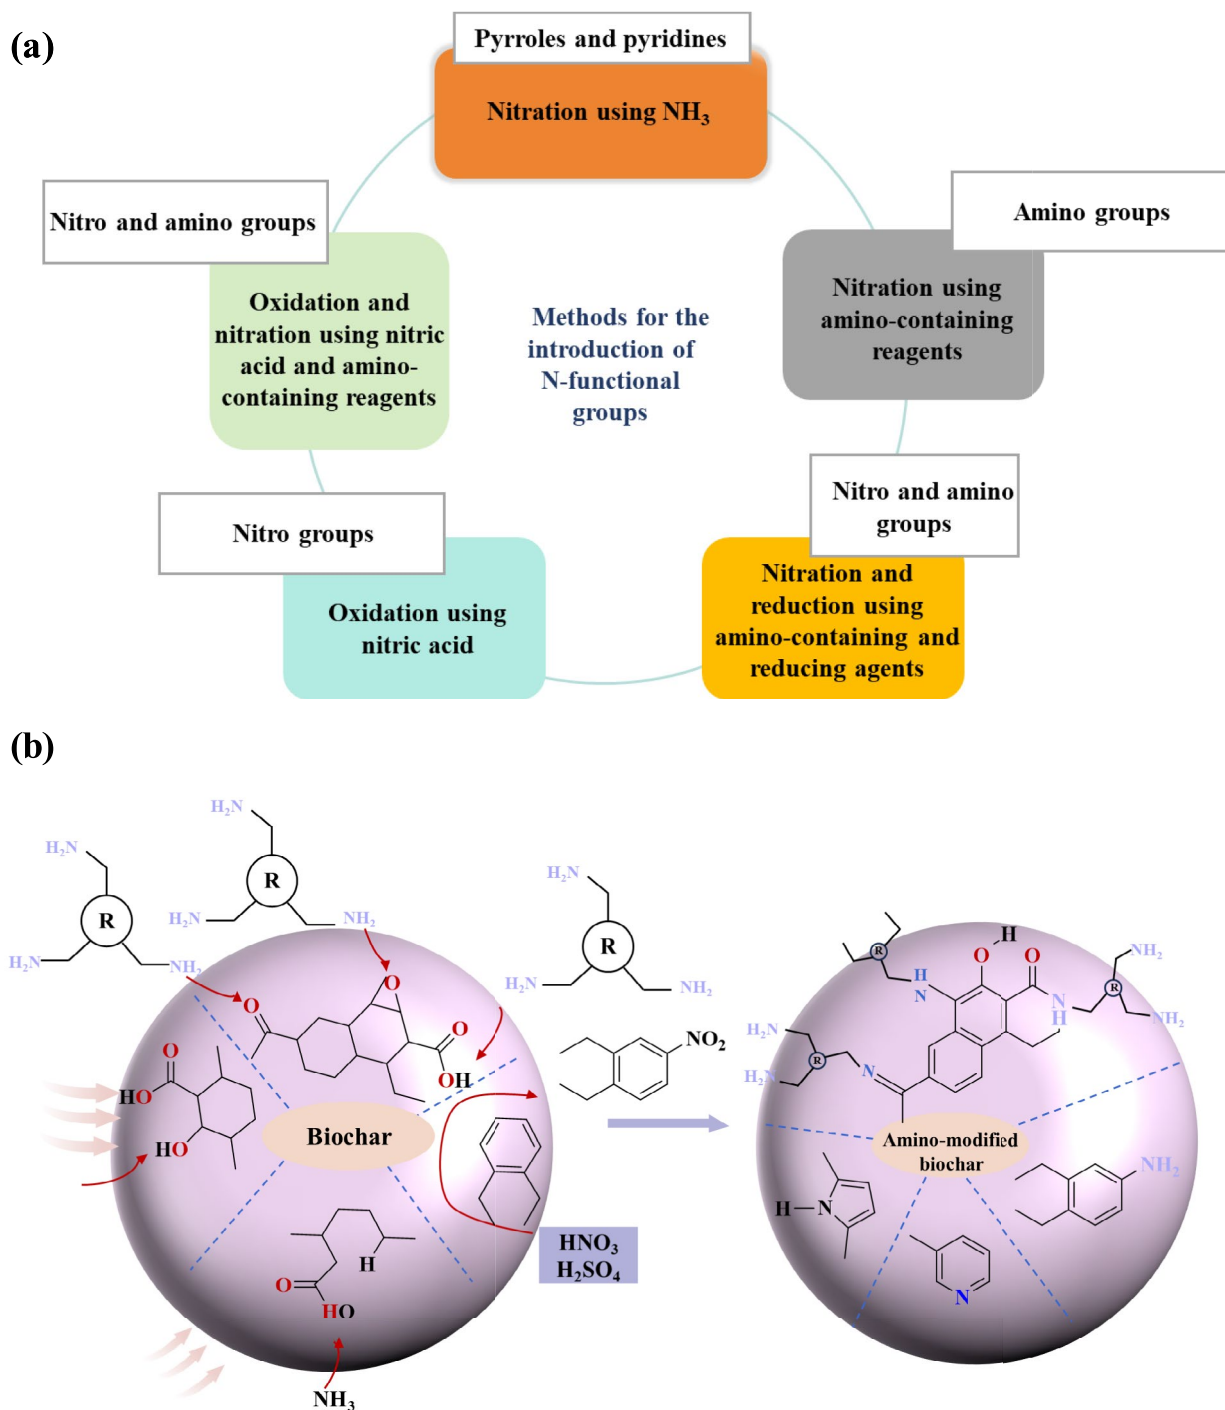 (a)
Pyrroles and pyridines
Nitration using NH₃
Nitro and amino groups
Amino groups
Oxidation and
nitration using nitric
acid and amino-
containing reagents
Methods for the
introduction of
N-functional
groups
Nitration using
amino-containing
reagents
Nitro groups
Nitro and amino
groups
Oxidation using
nitric acid
Nitration and
reduction using
amino-containing and
reducing agents
(b)
H₂N
R
H₂N
NH₂
H₂N
R
H₂N
NH₂
H₂N
R
H₂N
NH₂
O
O
O
OH
O
HO
HO
Biochar
NO₂
H
O
HO
HNO₃
H₂SO₄
NH₃
R
H
N
H
O
O
N
H
R
NH₂
NH₂
H₂N
H₂N
R
N
Amino-modified
biochar
H
N
N
NH₂